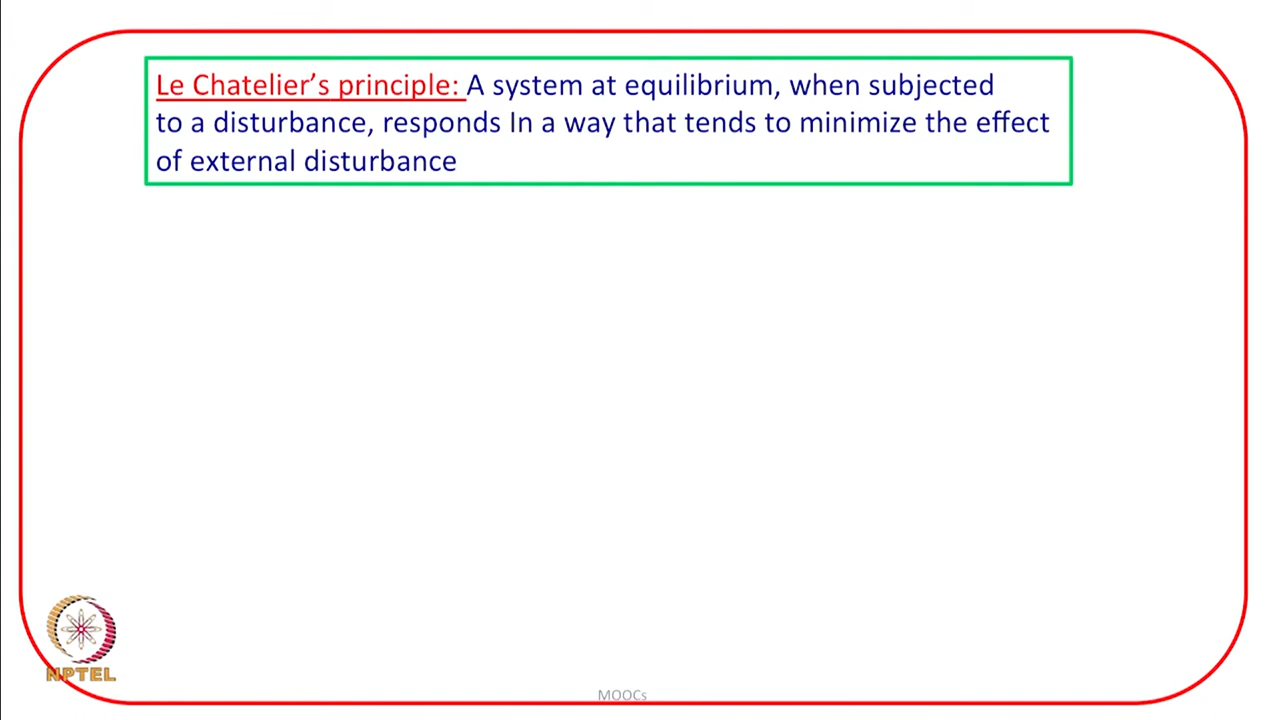 Le Chatelier’s principle: A system at equilibrium, when subjected
to a disturbance, responds In a way that tends to minimize the effect
of external disturbance
NPTEL
MOOCs